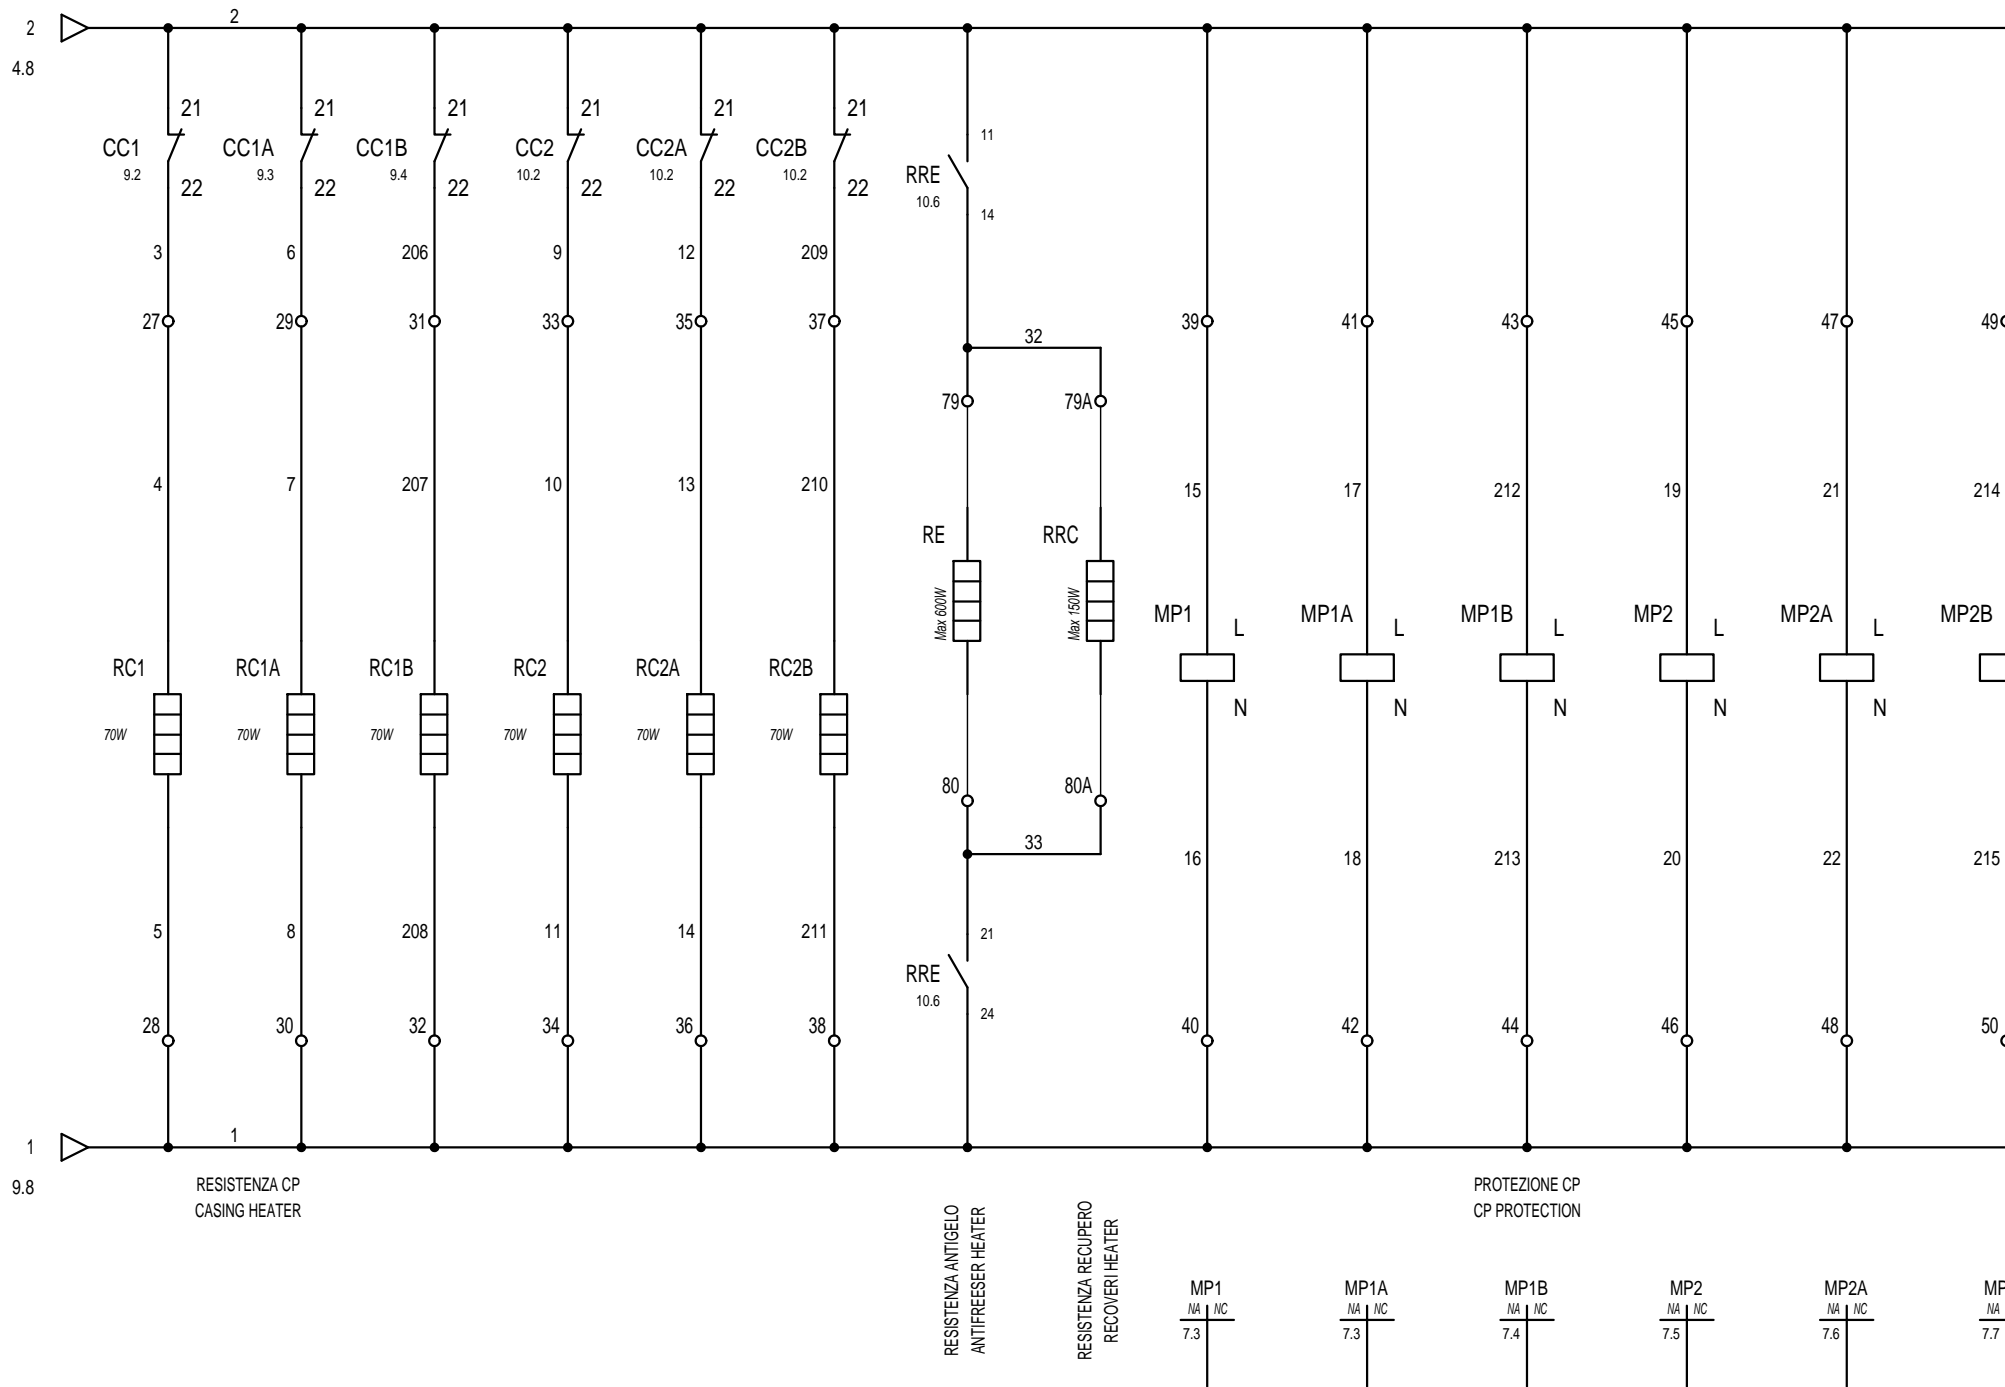 2
2
4.8
21 21 21 21 21 21
11
CC1 CC1A CC1B CC2 CC2A CC2B
9.2 9.3 9.4 10.2 10.2 10.2
RRE
22 22 22 22 22 22
10.6
14
3 6 206 9 12 209
27 29 31 33 35 37 39 41 43 45 47 49
32
79 79A
4 7 207 10 13 210 15 17 212 19 21 214
RE RRC
Max 600W
Max 150W
MP1 MP1A MP1B MP2 MP2A MP2B
L L L L L
RC1 RC1A RC1B RC2 RC2A RC2B
N N N N N
70W 70W 70W 70W 70W 70W
80 80A
33
16 18 213 20 22 215
5 8 208 11 14 211
21
RRE
10.6
24
28 30 32 34 36 38 40 42 44 46 48 50
1
1
9.8
RESISTENZA CP
CASING HEATER
PROTEZIONE CP
CP PROTECTION
RESISTENZA ANTIGELO
ANTIFREESER HEATER
RESISTENZA RECUPERO
RECOVERI HEATER
MP1 MP1A MP1B MP2 MP2A MP
NA NC NA NC NA NC NA NC NA NC NA
7.3 7.3 7.4 7.5 7.6 7.7